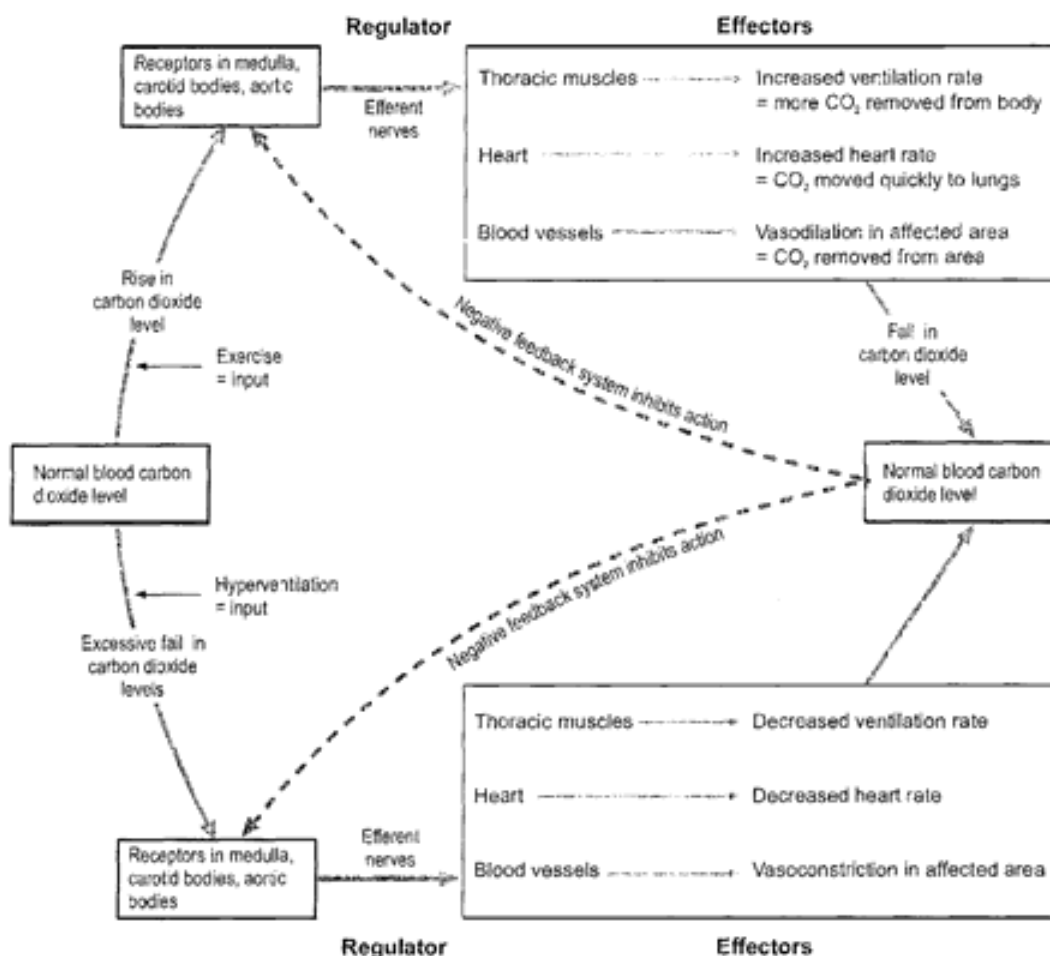 Regulator
Effectors
Receptors in medulla,
carotid bodies, aortic
bodies
Efferent
nerves
Thoracic muscles
Increased ventilation rate
= more CO₂ removed from body
Heart
Increased heart rate
= CO₂ moved quickly to lungs
Blood vessels
Vasodilation in affected area
= CO₂ removed from area
Rise in
carbon dioxide
level
Exercise
= input
Negative feedback system inhibits action
Fall in
carbon dioxide
level
Normal blood carbon
dioxide level
Normal blood carbon
dioxide level
Hyperventilation
= input
Negative feedback system inhibits action
Excessive fall in
carbon dioxide
levels
Thoracic muscles
Decreased ventilation rate
Heart
Decreased heart rate
Receptors in medulla,
carotid bodies, aortic
bodies
Efferent
nerves
Blood vessels
Vasoconstriction in affected area
Regulator
Effectors